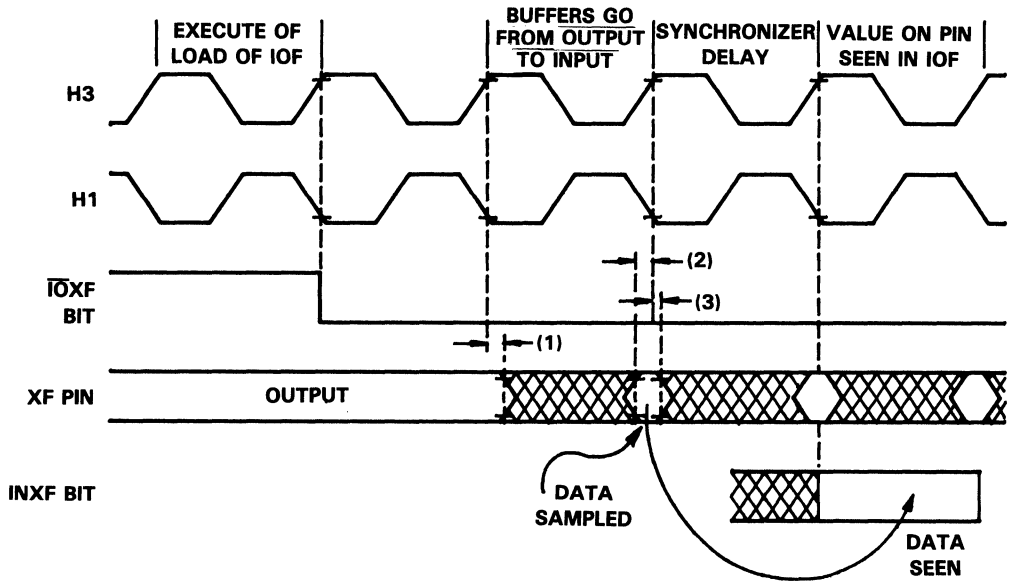 EXECUTE OF
LOAD OF IOF
BUFFERS GO
FROM OUTPUT
TO INPUT
SYNCHRONIZER
DELAY
VALUE ON PIN
SEEN IN IOF
H3
H1
IOXF
BIT
(2)
(3)
(1)
XF PIN
OUTPUT
INXF BIT
DATA
SAMPLED
DATA
SEEN